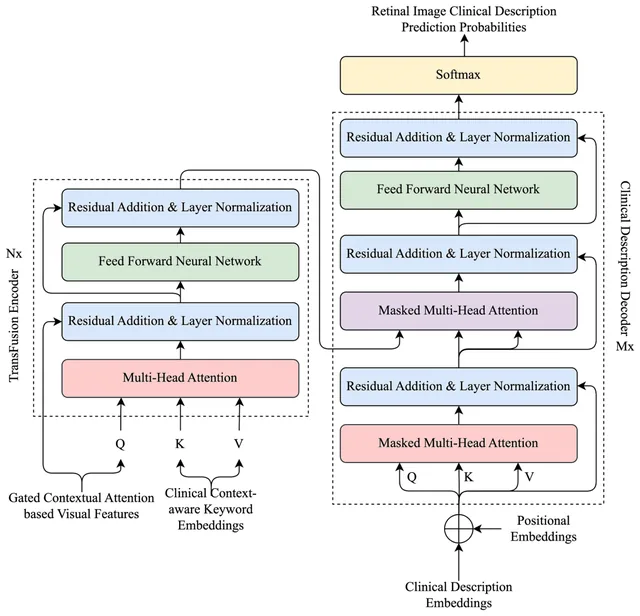 Retinal Image Clinical Description
Prediction Probabilities
Softmax
Residual Addition & Layer Normalization
Feed Forward Neural Network
Residual Addition & Layer Normalization
Masked Multi-Head Attention
Residual Addition & Layer Normalization
Masked Multi-Head Attention
Q
K
V
Positional
Embeddings
Clinical Description
Embeddings
Clinical Description Decoder
Mx
Residual Addition & Layer Normalization
Feed Forward Neural Network
Residual Addition & Layer Normalization
Multi-Head Attention
Q
K
V
Gated Contextual Attention
based Visual Features
Clinical Context-
aware Keyword
Embeddings
Nx
TransFusion Encoder